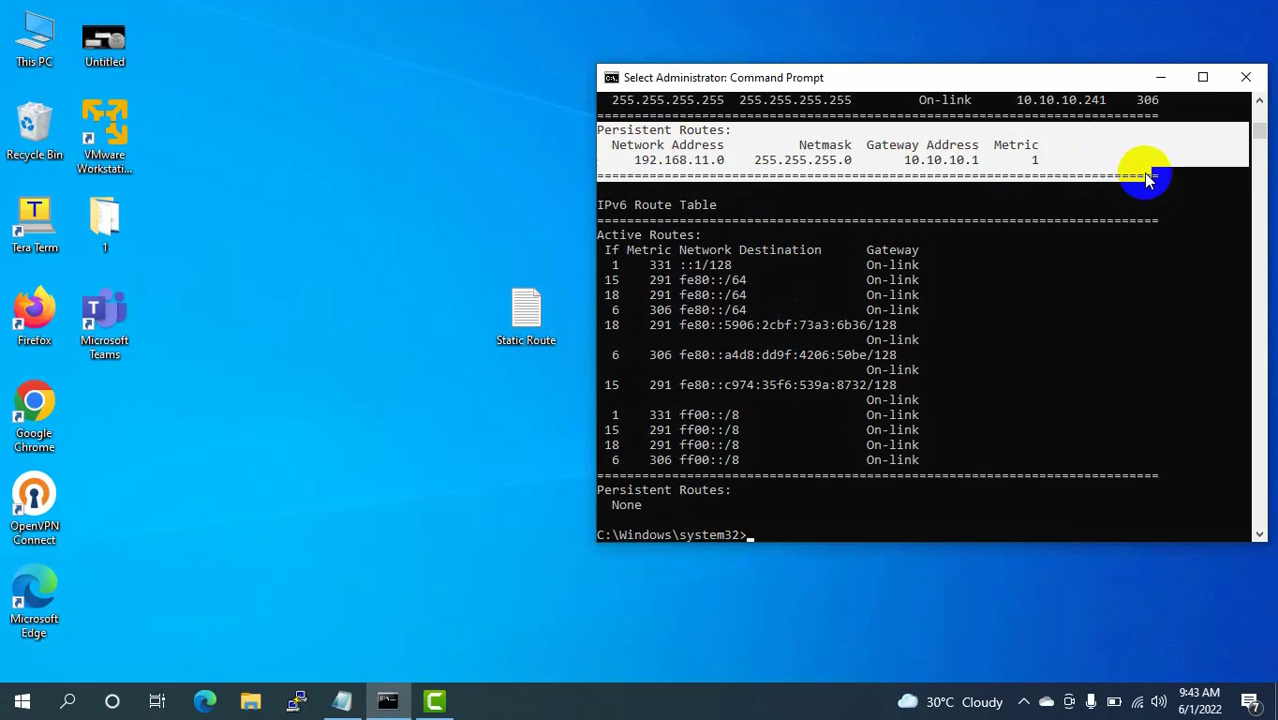 This PC
Untitled
Recycle Bin
VMware
Workstati...
Tera Term
1
Firefox
Microsoft
Teams
Google
Chrome
OpenVPN
Connect
Microsoft
Edge
Static Route
Select Administrator: Command Prompt
255.255.255.255 255.255.255.255 On-link 10.10.10.241 306
===========================================================================
Persistent Routes:
Network Address Netmask Gateway Address Metric
192.168.11.0 255.255.255.0 10.10.10.1 1
===========================================================================
IPv6 Route Table
===========================================================================
Active Routes:
If Metric Network Destination Gateway
1 331 ::1/128 On-link
15 291 fe80::/64 On-link
18 291 fe80::/64 On-link
6 306 fe80::/64 On-link
18 291 fe80::5906:2cbf:73a3:6b36/128
On-link
6 306 fe80::a4d8:dd9f:4206:50be/128
On-link
15 291 fe80::c974:35f6:539a:8732/128
On-link
1 331 ff00::/8 On-link
15 291 ff00::/8 On-link
18 291 ff00::/8 On-link
6 306 ff00::/8 On-link
===========================================================================
Persistent Routes:
None
C:\Windows\system32>_
30°C Cloudy
9:43 AM
6/1/2022
7